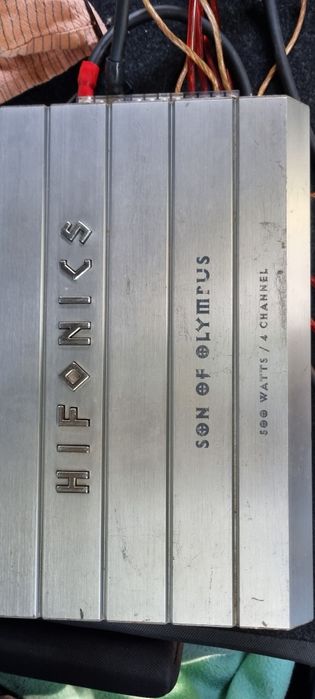 HIFONICS
SON OF OLYMPUS
500 WATTS / 4 CHANNEL